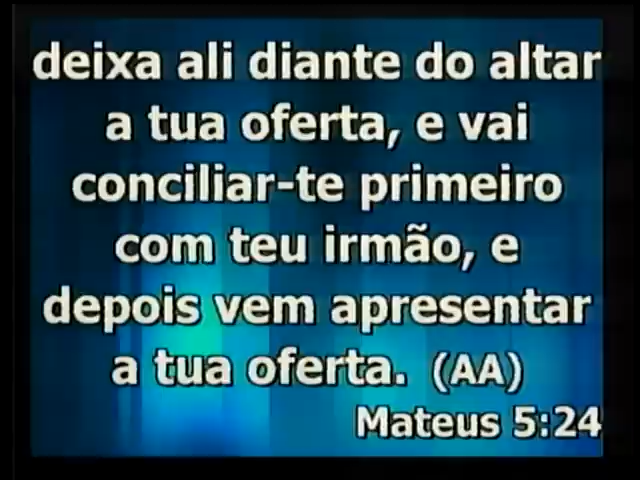 deixa ali diante do altar
a tua oferta, e vai
conciliar-te primeiro
com teu irmão, e
depois vem apresentar
a tua oferta. (AA)
Mateus 5:24